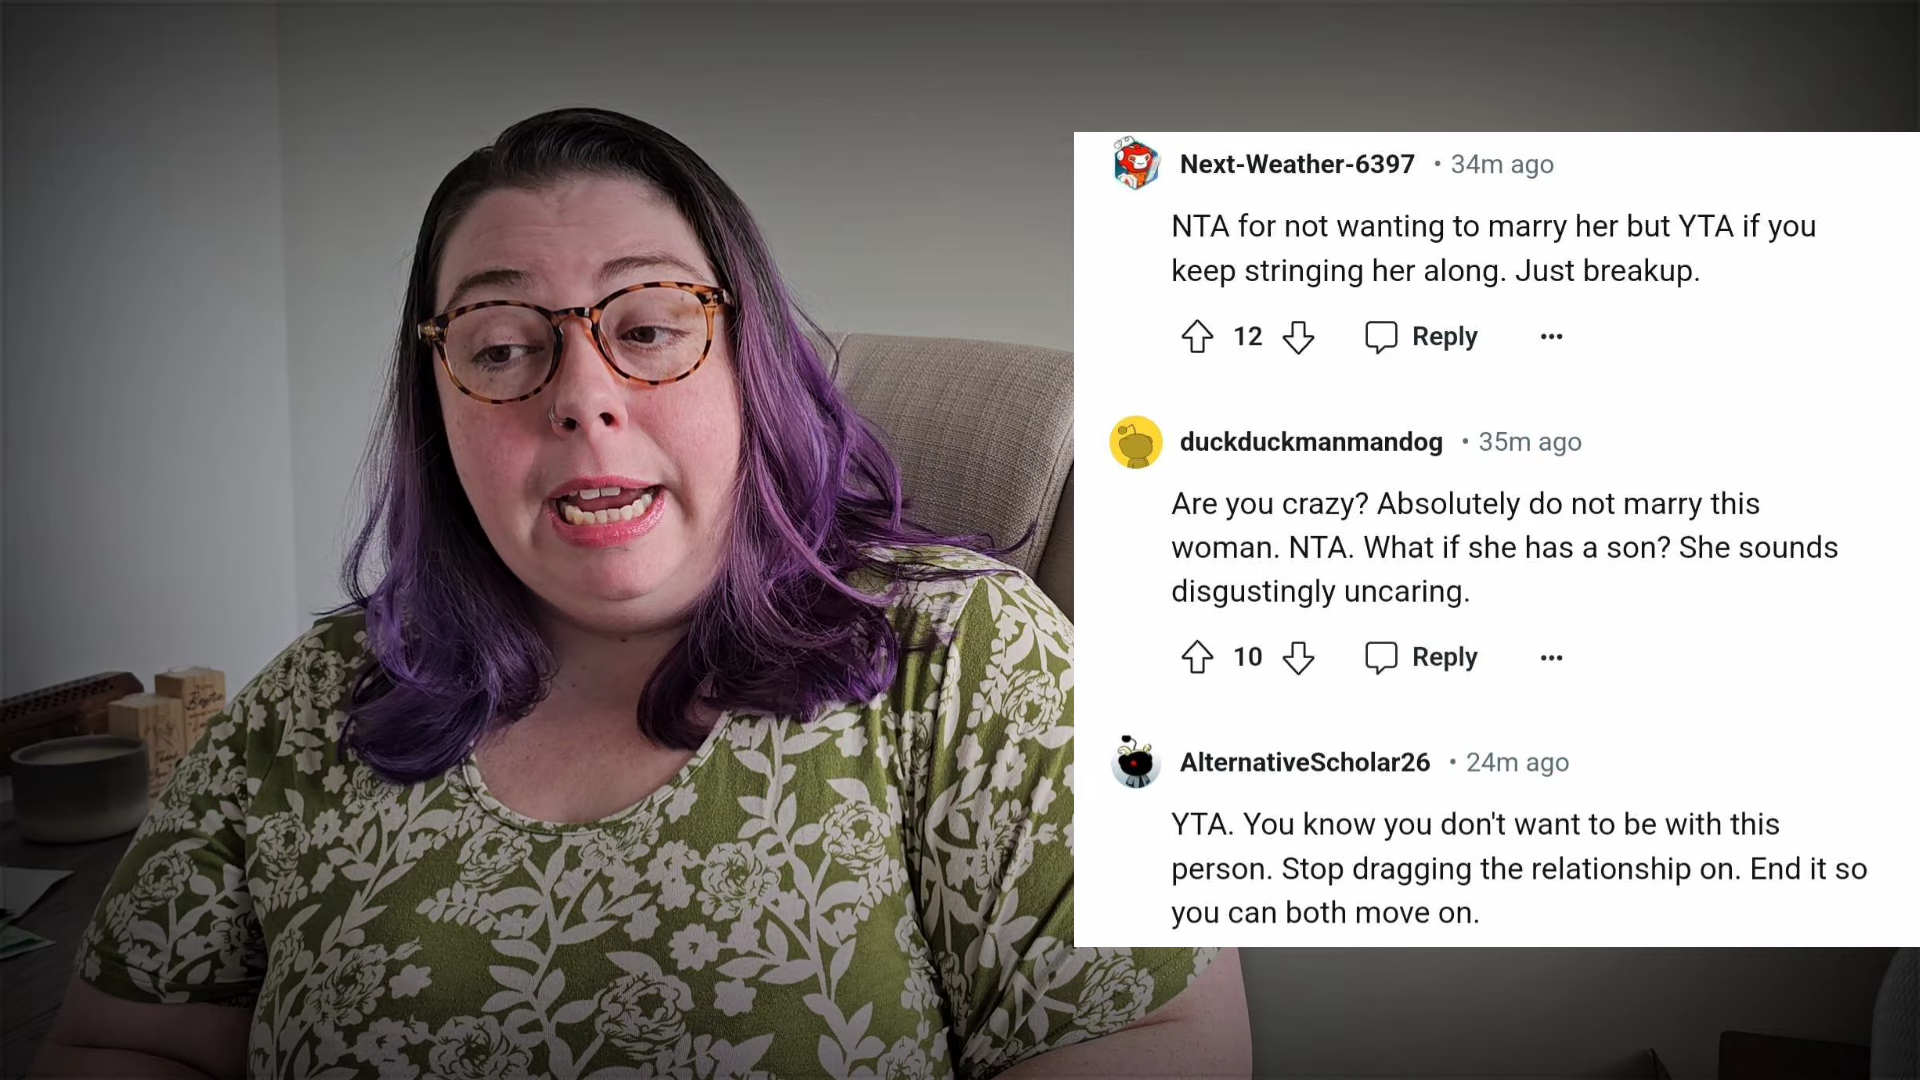 Next-Weather-6397 • 34m ago
NTA for not wanting to marry her but YTA if you
keep stringing her along. Just breakup.
12 Reply ...
duckduckmanmandog • 35m ago
Are you crazy? Absolutely do not marry this
woman. NTA. What if she has a son? She sounds
disgustingly uncaring.
10 Reply ...
AlternativeScholar26 • 24m ago
YTA. You know you don't want to be with this
person. Stop dragging the relationship on. End it so
you can both move on.